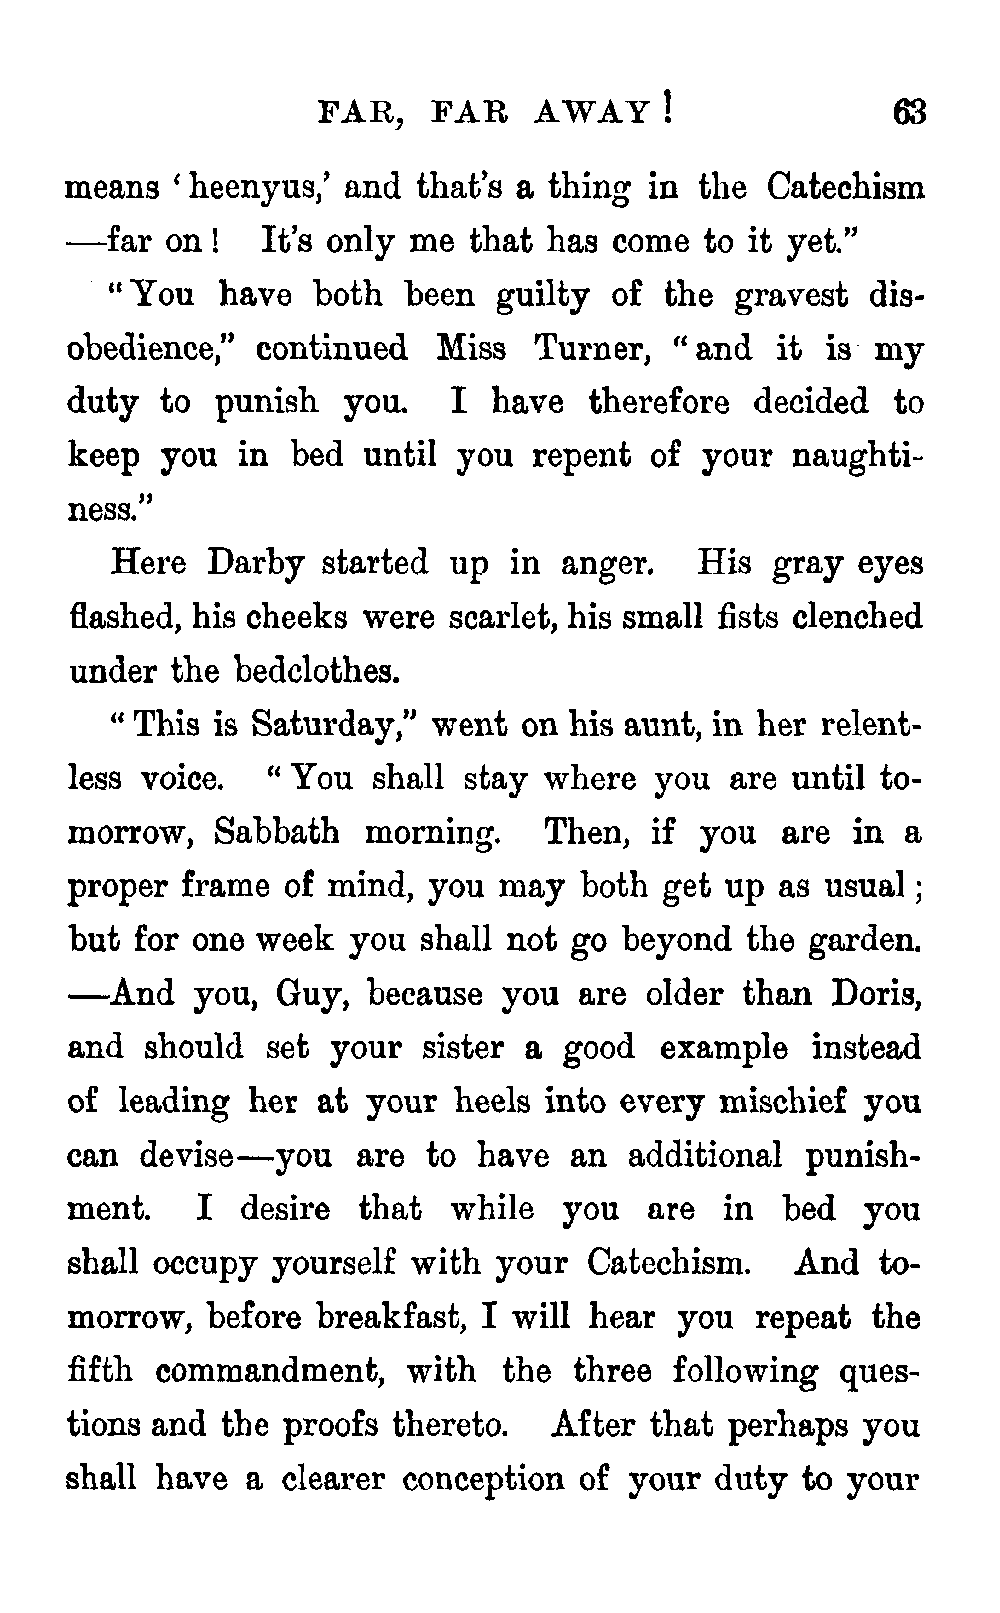 FAR, FAR AWAY! 63
means ‘heenyus,’ and that’s a thing in the Catechism
—far on! It’s only me that has come to it yet.”
“You have both been guilty of the gravest dis-
obedience,” continued Miss Turner, “and it is my
duty to punish you. I have therefore decided to
keep you in bed until you repent of your naughti-
ness.”
Here Darby started up in anger. His gray eyes
flashed, his cheeks were scarlet, his small fists clenched
under the bedclothes.
“This is Saturday,” went on his aunt, in her relent-
less voice. “You shall stay where you are until to-
morrow, Sabbath morning. Then, if you are in a
proper frame of mind, you may both get up as usual;
but for one week you shall not go beyond the garden.
—And you, Guy, because you are older than Doris,
and should set your sister a good example instead
of leading her at your heels into every mischief you
can devise—you are to have an additional punish-
ment. I desire that while you are in bed you
shall occupy yourself with your Catechism. And to-
morrow, before breakfast, I will hear you repeat the
fifth commandment, with the three following ques-
tions and the proofs thereto. After that perhaps you
shall have a clearer conception of your duty to your